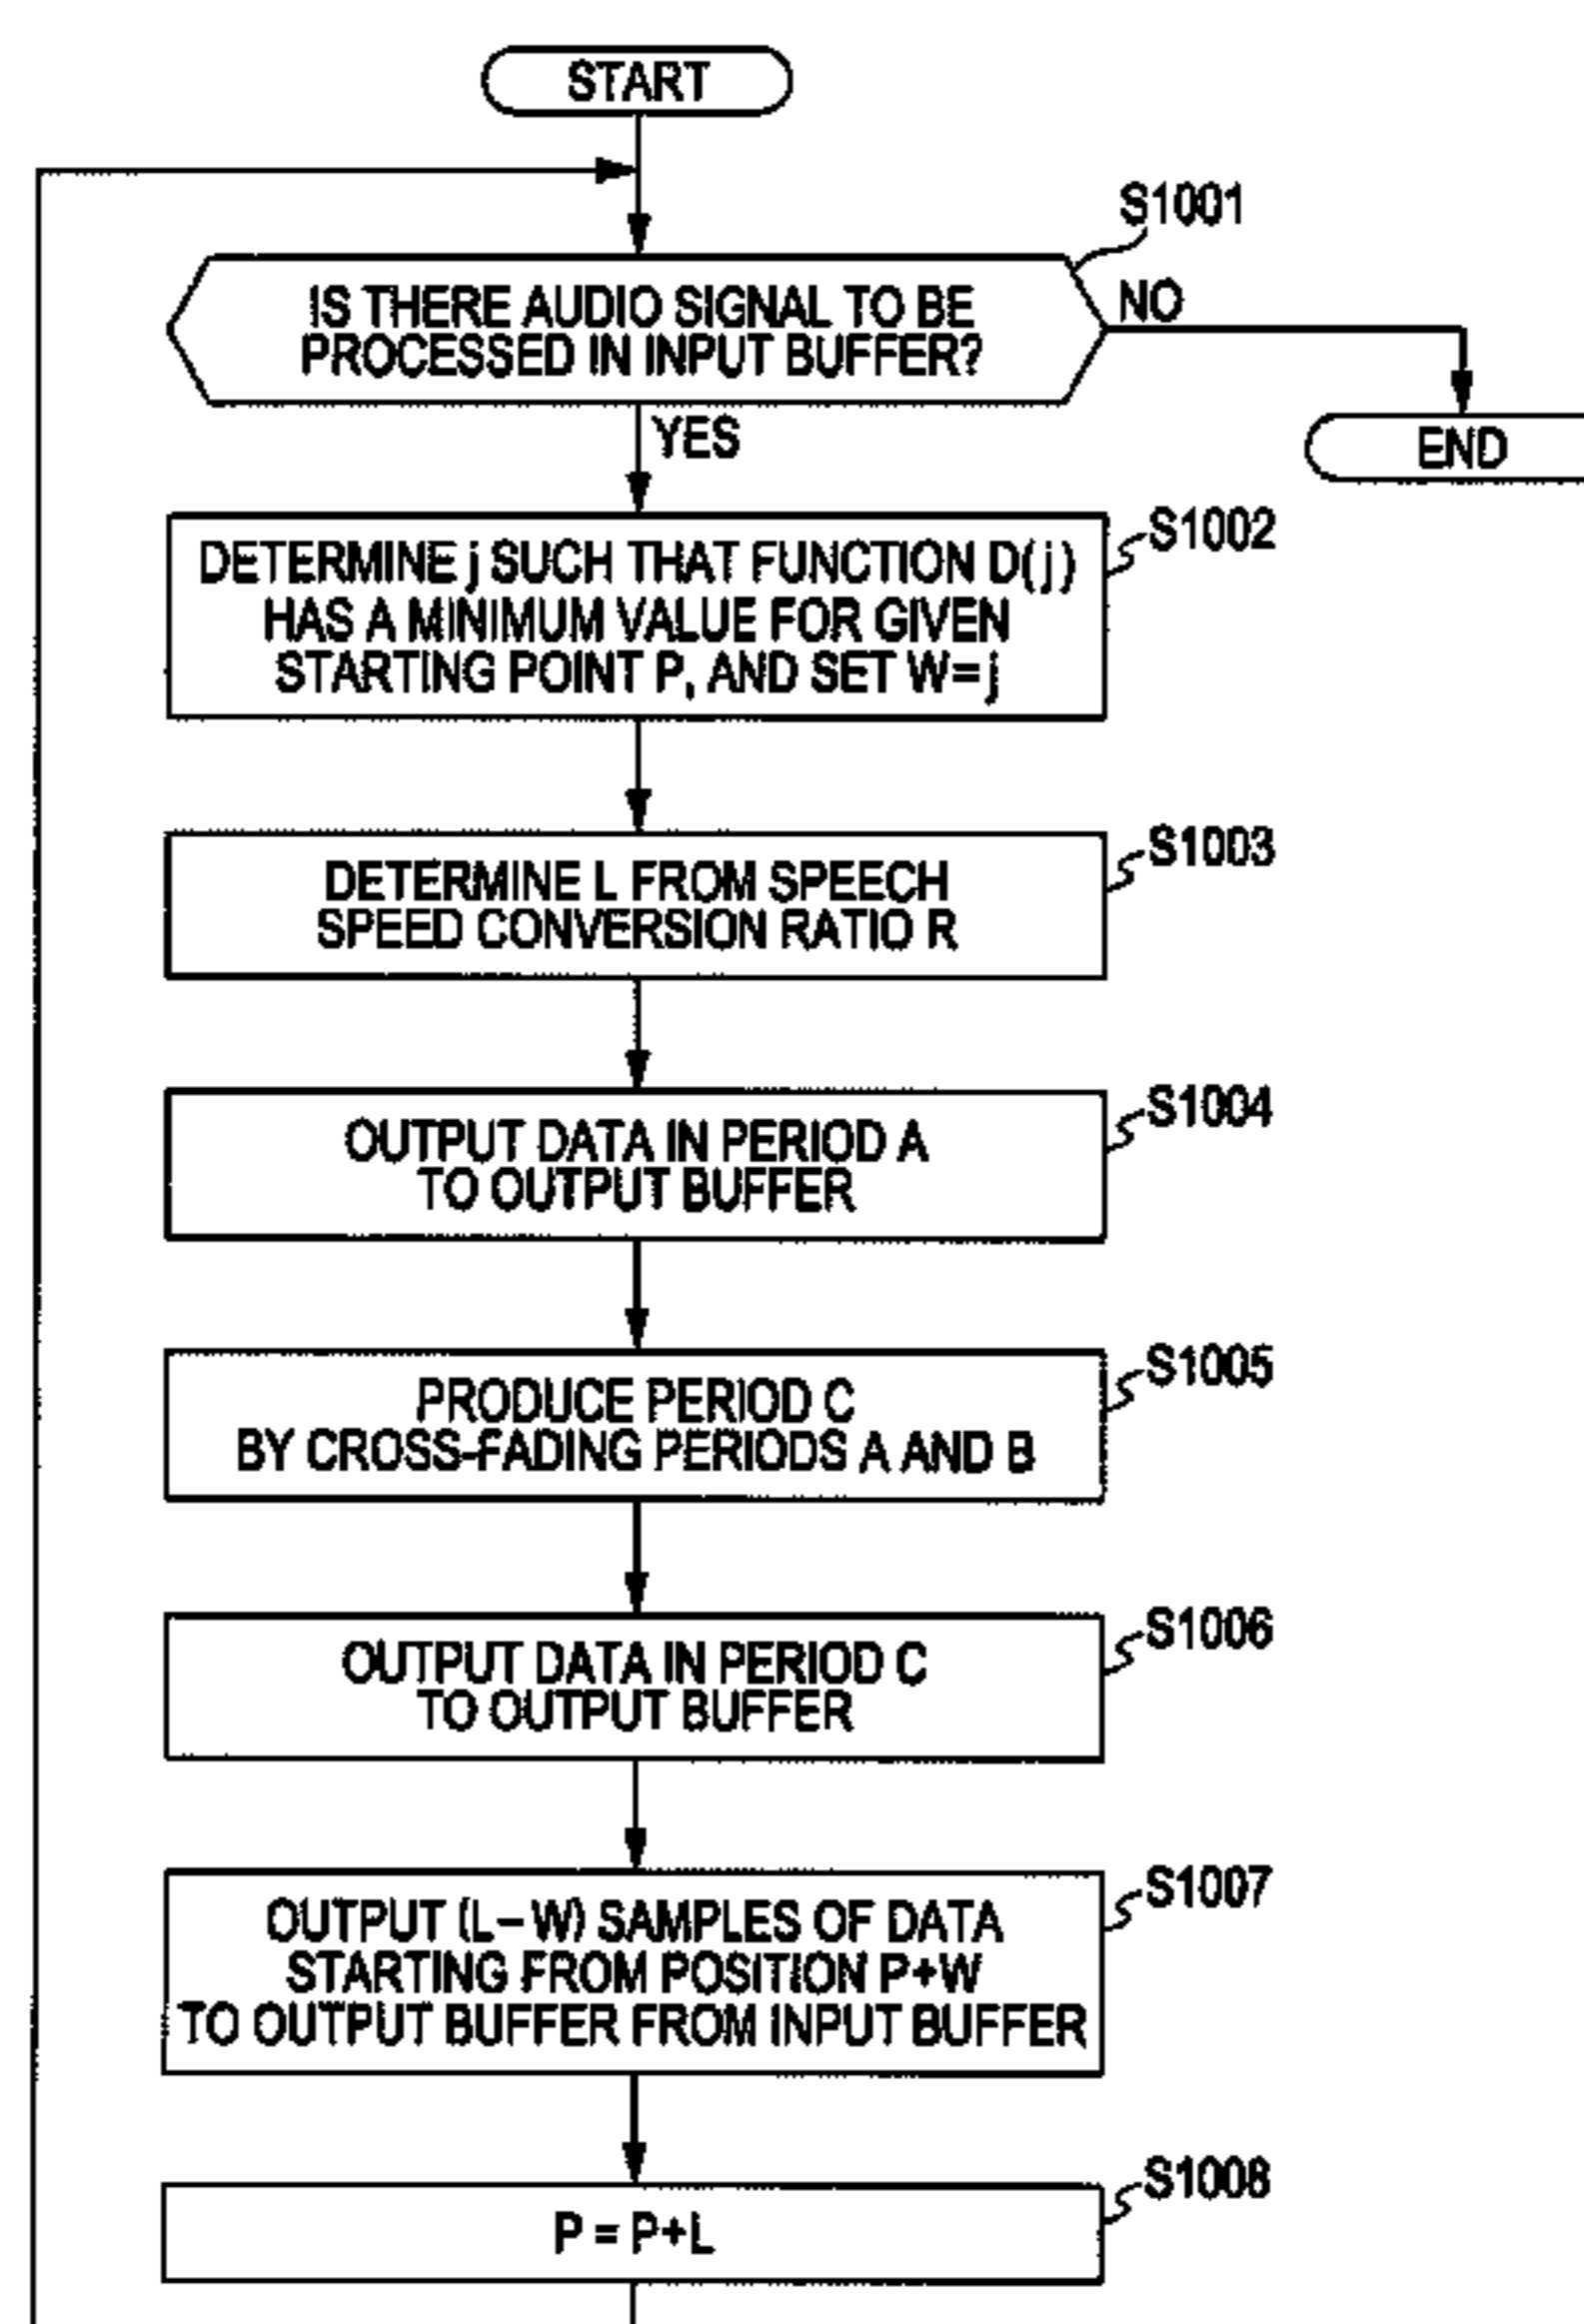 START
S1001
IS THERE AUDIO SIGNAL TO BE
PROCESSED IN INPUT BUFFER?
NO
YES
END
S1002
DETERMINE j SUCH THAT FUNCTION D(j)
HAS A MINIMUM VALUE FOR GIVEN
STARTING POINT P, AND SET W=j
S1003
DETERMINE L FROM SPEECH
SPEED CONVERSION RATIO R
S1004
OUTPUT DATA IN PERIOD A
TO OUTPUT BUFFER
S1005
PRODUCE PERIOD C
BY CROSS-FADING PERIODS A AND B
S1006
OUTPUT DATA IN PERIOD C
TO OUTPUT BUFFER
S1007
OUTPUT (L-W) SAMPLES OF DATA
STARTING FROM POSITION P+W
TO OUTPUT BUFFER FROM INPUT BUFFER
S1008
P = P+L